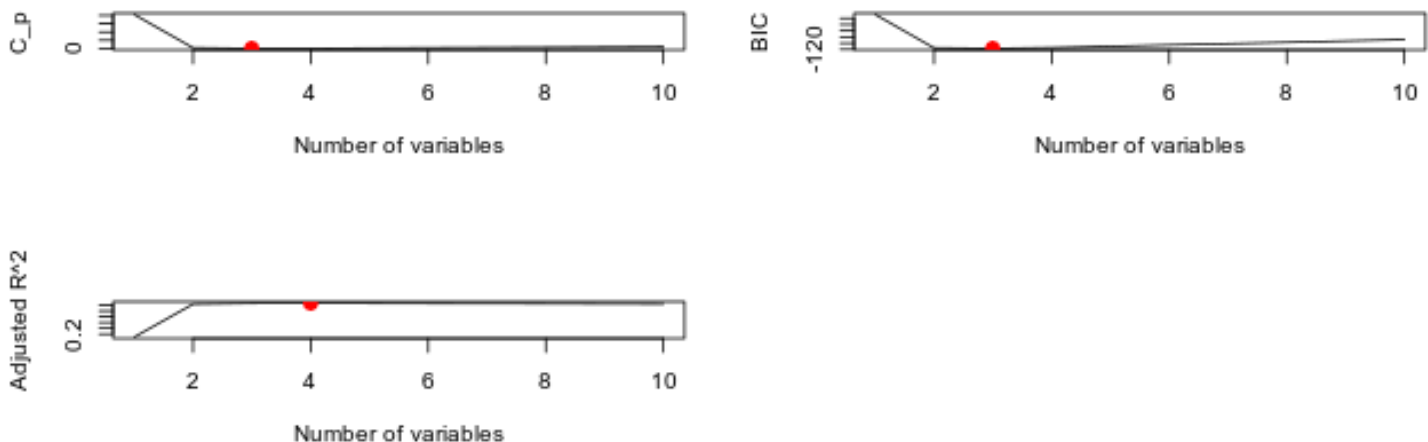 C_p
0
2 4 6 8 10
Number of variables
BIC
-120
2 4 6 8 10
Number of variables
Adjusted R^2
0.2
2 4 6 8 10
Number of variables